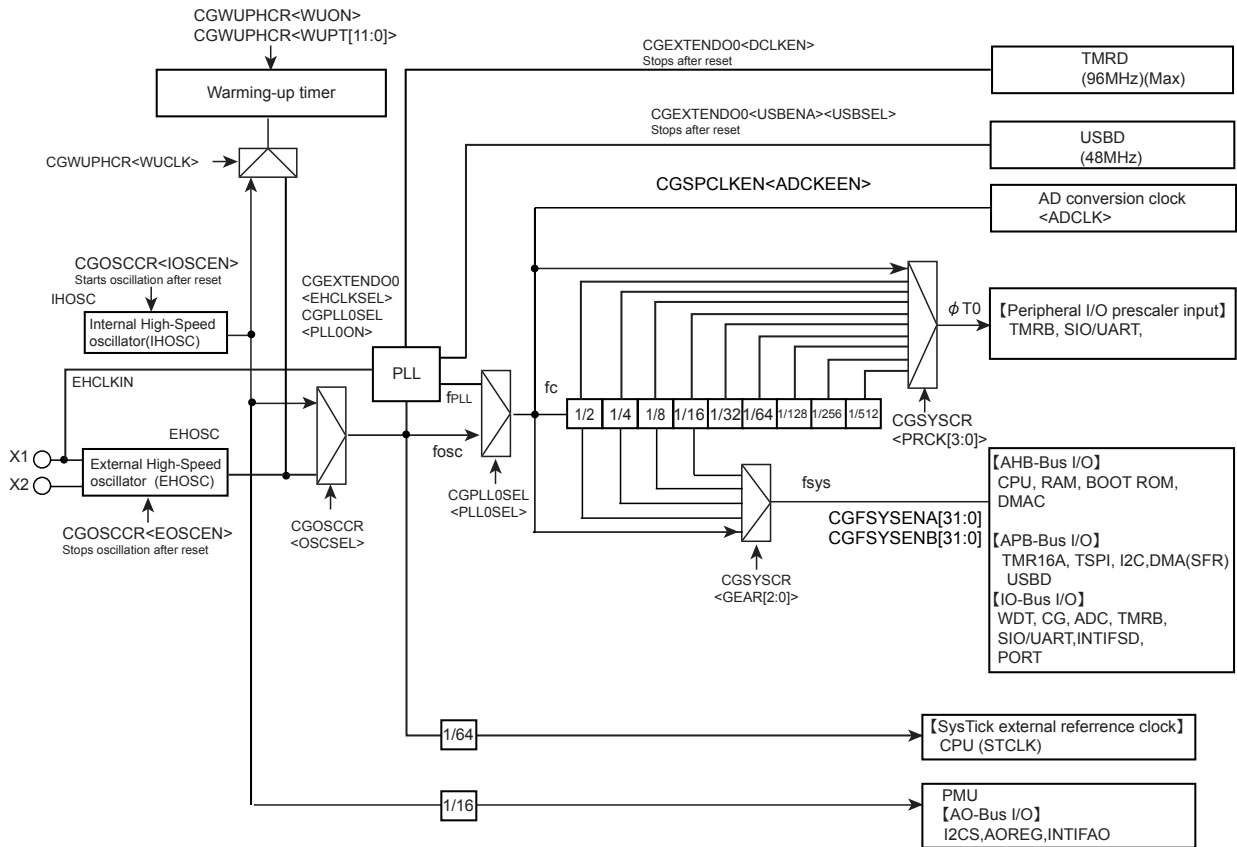 CGWUPHCR<WUON>
CGWUPHCR<WUPT[11:0]>
Warming-up timer
CGWUPHCR<WUCLK>
CGEXTENDO0<DCLKEN>
Stops after reset
TMRD
(96MHz)(Max)
CGEXTENDO0<USBENA><USBSEL>
Stops after reset
USBD
(48MHz)
CGSPCLKEN<ADCKEEN>
AD conversion clock
<ADCLK>
CGOSCCR<IOSCEN>
Starts oscillation after reset
IHOSC
Internal High-Speed
oscillator(IHOSC)
CGEXTENDO0
<EHCLKSEL>
CGPLL0SEL
<PLL0ON>
EHCLKIN
PLL
fPLL
fosc
fc
1/2
1/4
1/8
1/16
1/32
1/64
1/128
1/256
1/512
ϕT0
【Peripheral I/O prescaler input】
TMRB, SIO/UART,
CGSYSCR
<PRCK[3:0]>
X1
X2
EHOSC
External High-Speed
oscillator (EHOSC)
CGOSCCR<EOSCEN>
Stops oscillation after reset
CGOSCCR
<OSCSEL>
CGPLL0SEL
<PLL0SEL>
fsys
CGFSYSENA[31:0]
CGFSYSENB[31:0]
CGSYSCR
<GEAR[2:0]>
【AHB-Bus I/O】
CPU, RAM, BOOT ROM,
DMAC
【APB-Bus I/O】
TMR16A, TSPI, I2C,DMA(SFR)
USBD
【IO-Bus I/O】
WDT, CG, ADC, TMRB,
SIO/UART,INTIFSD,
PORT
1/64
【SysTick external referrence clock】
CPU (STCLK)
1/16
PMU
【AO-Bus I/O】
I2CS,AOREG,INTIFAO